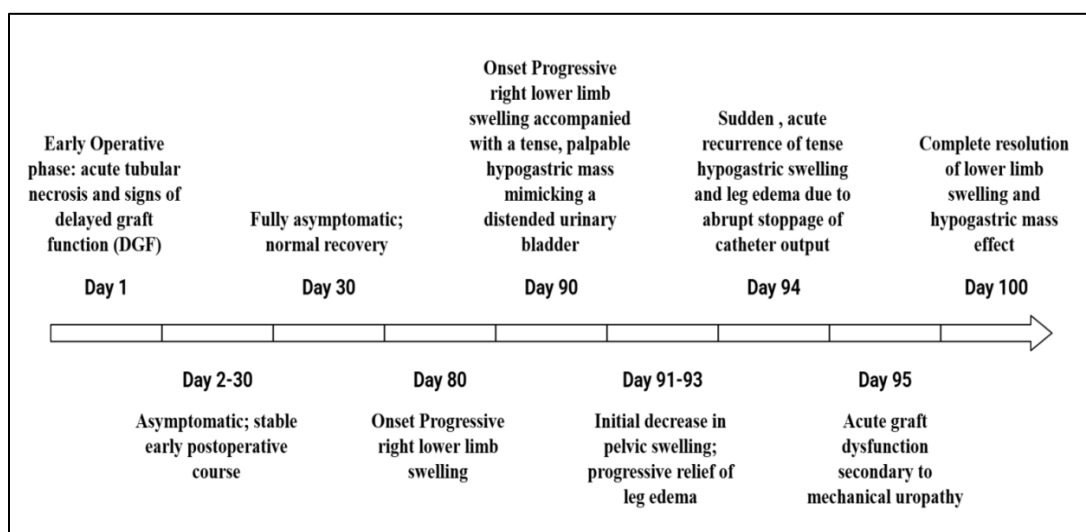 Early Operative
phase: acute tubular
necrosis and signs of
delayed graft
function (DGF)
Day 1
Day 2-30
Asymptomatic; stable
early postoperative
course
Fully asymptomatic;
normal recovery
Day 30
Day 80
Onset Progressive
right lower limb
swelling
Onset Progressive
right lower limb
swelling accompanied
with a tense, palpable
hypogastric mass
mimicking a
distended urinary
bladder
Day 90
Day 91-93
Initial decrease in
pelvic swelling;
progressive relief of
leg edema
Sudden , acute
recurrence of tense
hypogastric swelling
and leg edema due to
abrupt stoppage of
catheter output
Day 94
Day 95
Acute graft
dysfunction
secondary to
mechanical uropathy
Complete resolution
of lower limb
swelling and
hypogastric mass
effect
Day 100